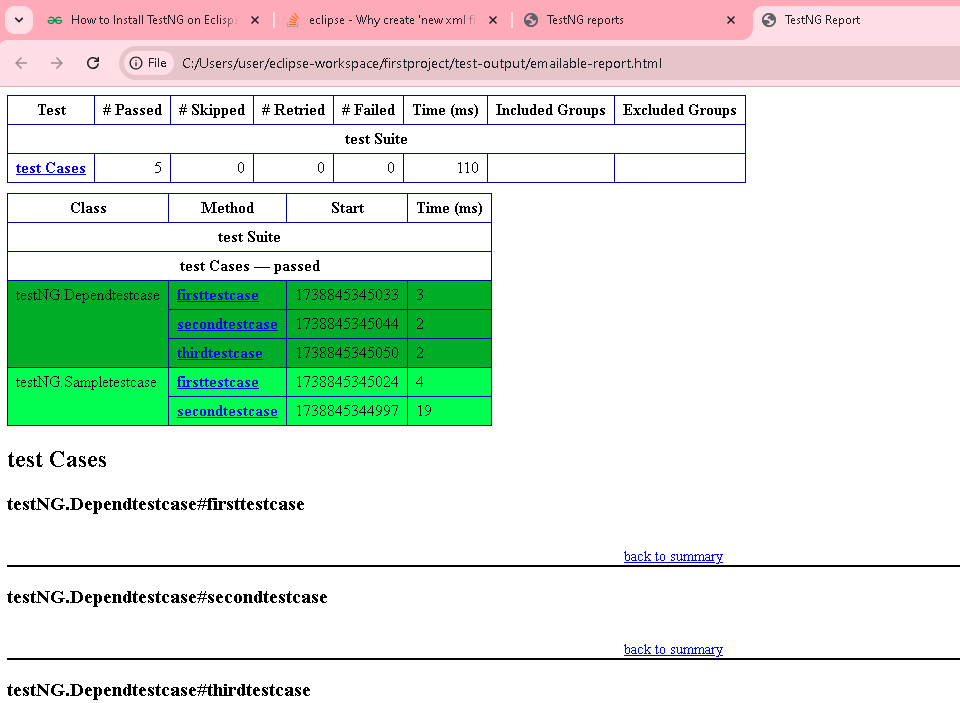 How to Install TestNG on Eclisp
eclipse - Why create 'new xml fi
TestNG reports
TestNG Report
File
C:/Users/user/eclipse-workspace/firstproject/test-output/emailable-report.html
Test # Passed # Skipped # Retried # Failed Time (ms) Included Groups Excluded Groups
test Suite
test Cases 5 0 0 0 110
Class Method Start Time (ms)
test Suite
test Cases — passed
testNG.Dependtestcase firsttestcase 1738845345033 3
secondtestcase 1738845345044 2
thirdtestcase 1738845345050 2
testNG.Sampletestcase firsttestcase 1738845345024 4
secondtestcase 1738845344997 19
test Cases
testNG.Dependtestcase#firsttestcase
back to summary
testNG.Dependtestcase#secondtestcase
back to summary
testNG.Dependtestcase#thirdtestcase